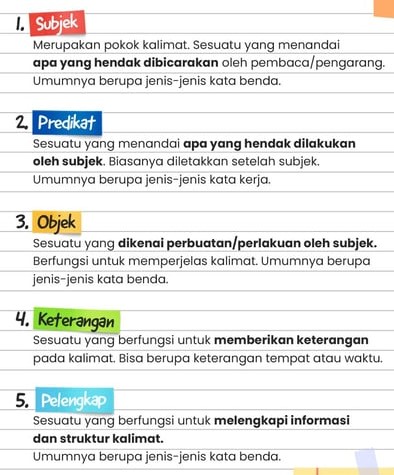 1. Subjek
Merupakan pokok kalimat. Sesuatu yang menandai
apa yang hendak dibicarakan oleh pembaca/pengarang.
Umumnya berupa jenis-jenis kata benda.
2. Predikat
Sesuatu yang menandai apa yang hendak dilakukan
oleh subjek. Biasanya diletakkan setelah subjek.
Umumnya berupa jenis-jenis kata kerja.
3. Objek
Sesuatu yang dikenai perbuatan/perlakuan oleh subjek.
Berfungsi untuk memperjelas kalimat. Umumnya berupa
jenis-jenis kata benda.
4. Keterangan
Sesuatu yang berfungsi untuk memberikan keterangan
pada kalimat. Bisa berupa keterangan tempat atau waktu.
5. Pelengkap
Sesuatu yang berfungsi untuk melengkapi informasi
dan struktur kalimat.
Umumnya berupa jenis-jenis kata benda.